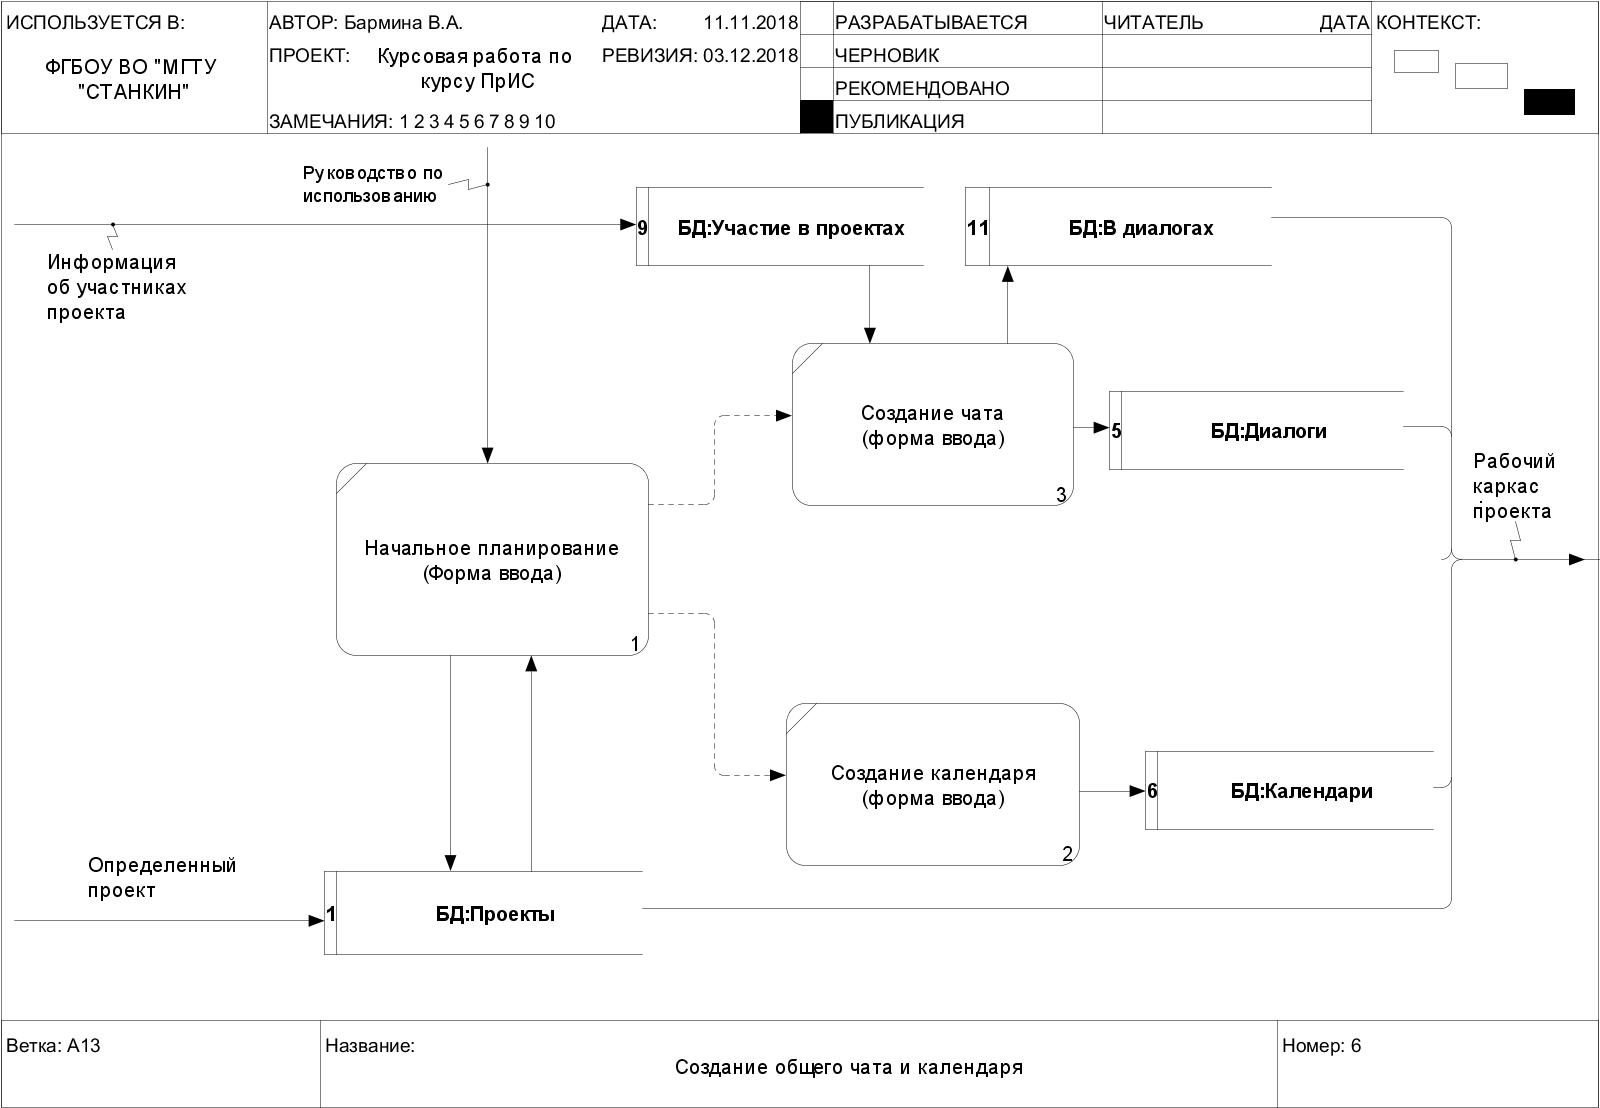 ИСПОЛЬЗУЕТСЯ В:
ФГБОУ ВО "МГТУ
"СТАНКИН"
АВТОР: Бармина В.А.
ДАТА: 11.11.2018
ПРОЕКТ: Курсовая работа по
курсу ПрИС
РЕВИЗИЯ: 03.12.2018
ЗАМЕЧАНИЯ: 1 2 3 4 5 6 7 8 9 10
РАЗРАБАТЫВАЕТСЯ
ЧЕРНОВИК
РЕКОМЕНДОВАНО
ПУБЛИКАЦИЯ
ЧИТАТЕЛЬ ДАТА
КОНТЕКСТ:
Руководство по
использованию
Информация
об участниках
проекта
9 БД:Участие в проектах
11 БД:В диалогах
Создание чата
(форма ввода)
3
5 БД:Диалоги
Рабочий
каркас
проекта
Начальное планирование
(Форма ввода)
1
Создание календаря
(форма ввода)
2
6 БД:Календари
Определенный
проект
1 БД:Проекты
Ветка: A13
Название:
Создание общего чата и календаря
Номер: 6